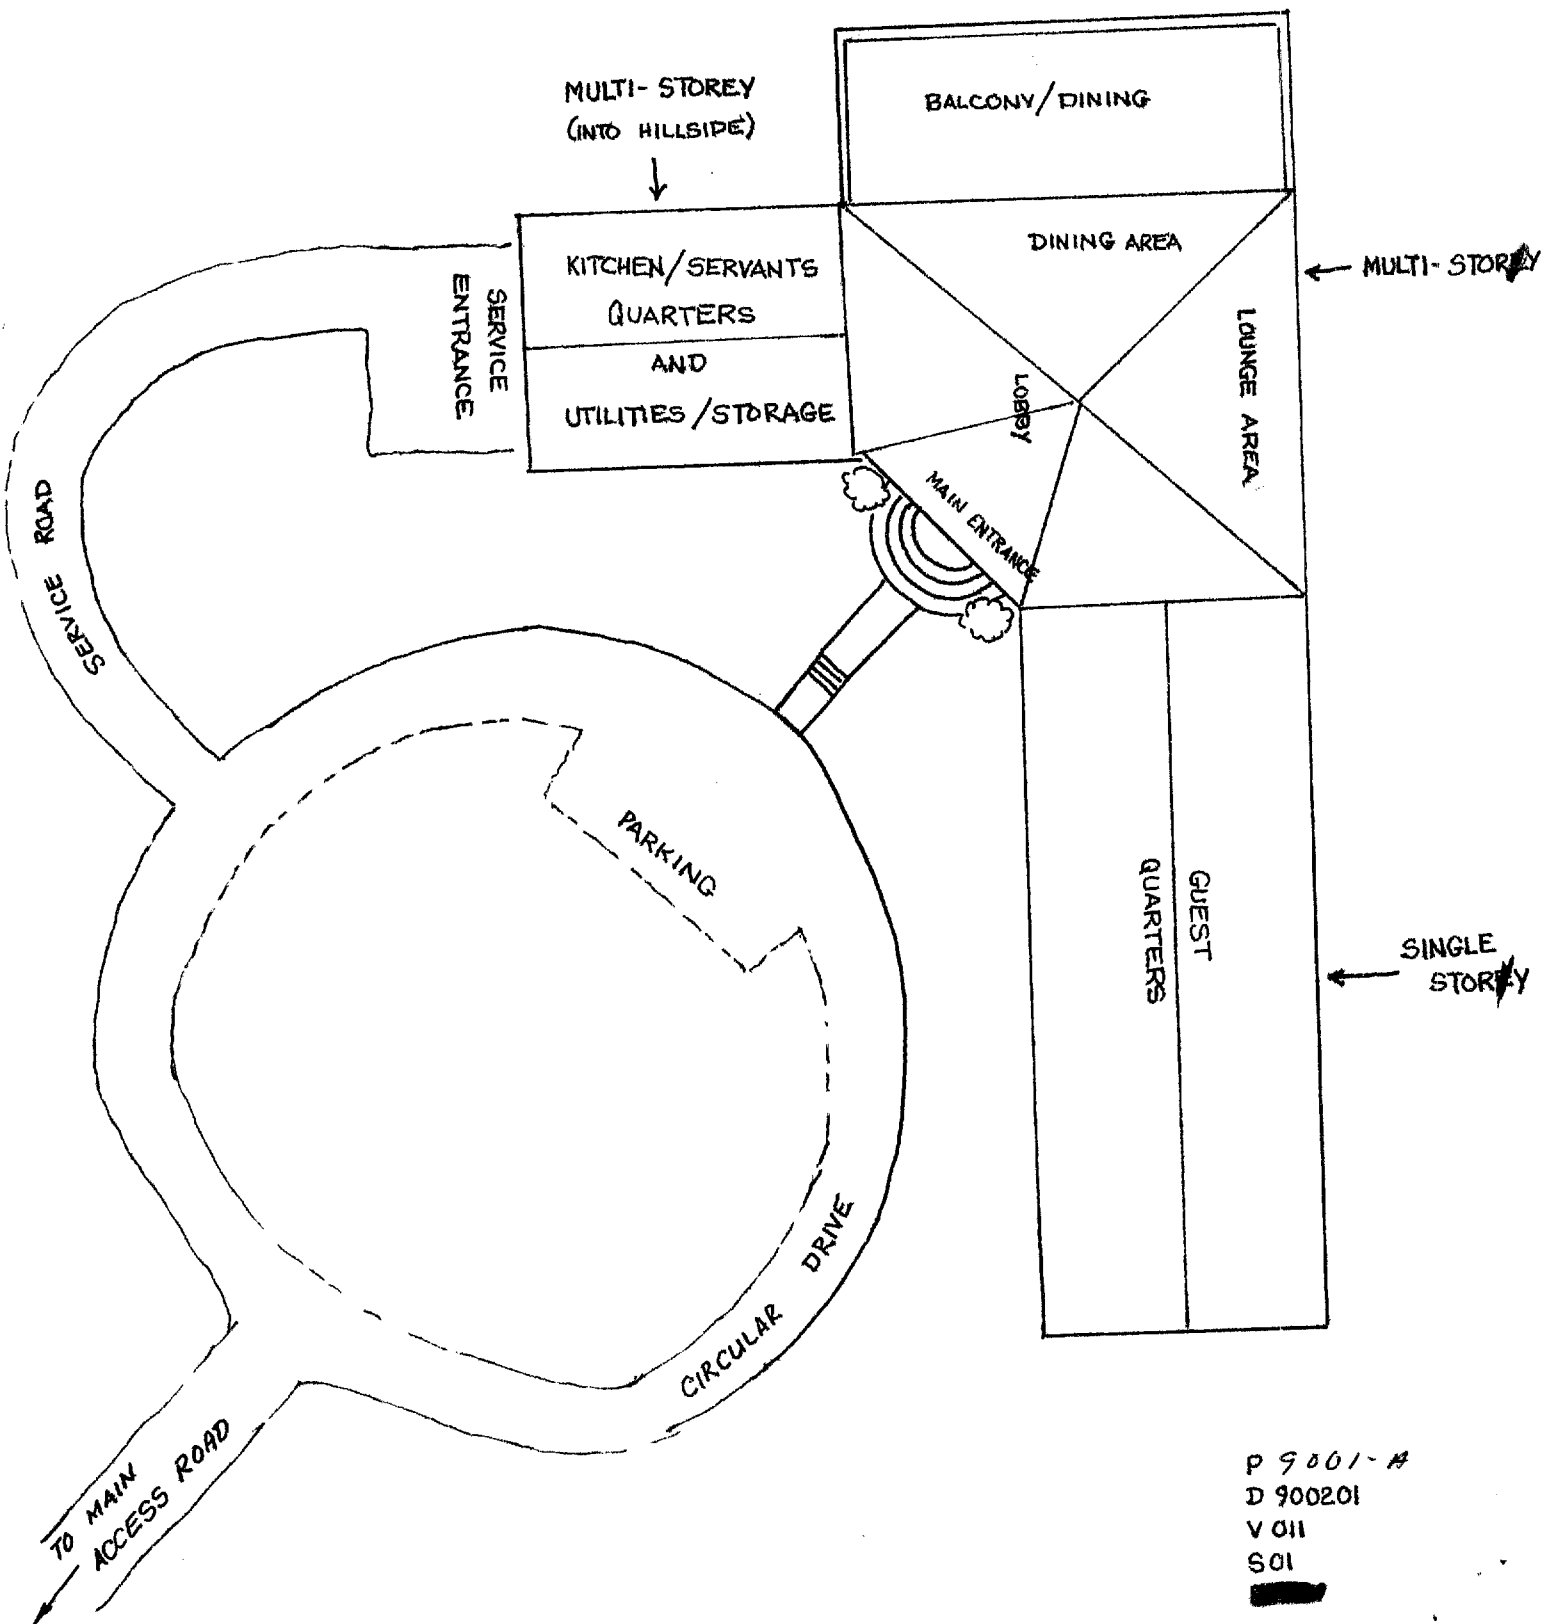 MULTI-STOREY
(INTO HILLSIDE)
BALCONY/DINING
DINING AREA
MULTI-STORY
KITCHEN/SERVANTS
QUARTERS
AND
UTILITIES/STORAGE
SERVICE
ENTRANCE
LOUNGE AREA
LOBBY
MAIN ENTRANCE
SERVICE ROAD
PARKING
GUEST
QUARTERS
SINGLE
STORY
CIRCULAR DRIVE
TO MAIN
ACCESS ROAD
P 9001-A
D 900201
V 011
S01